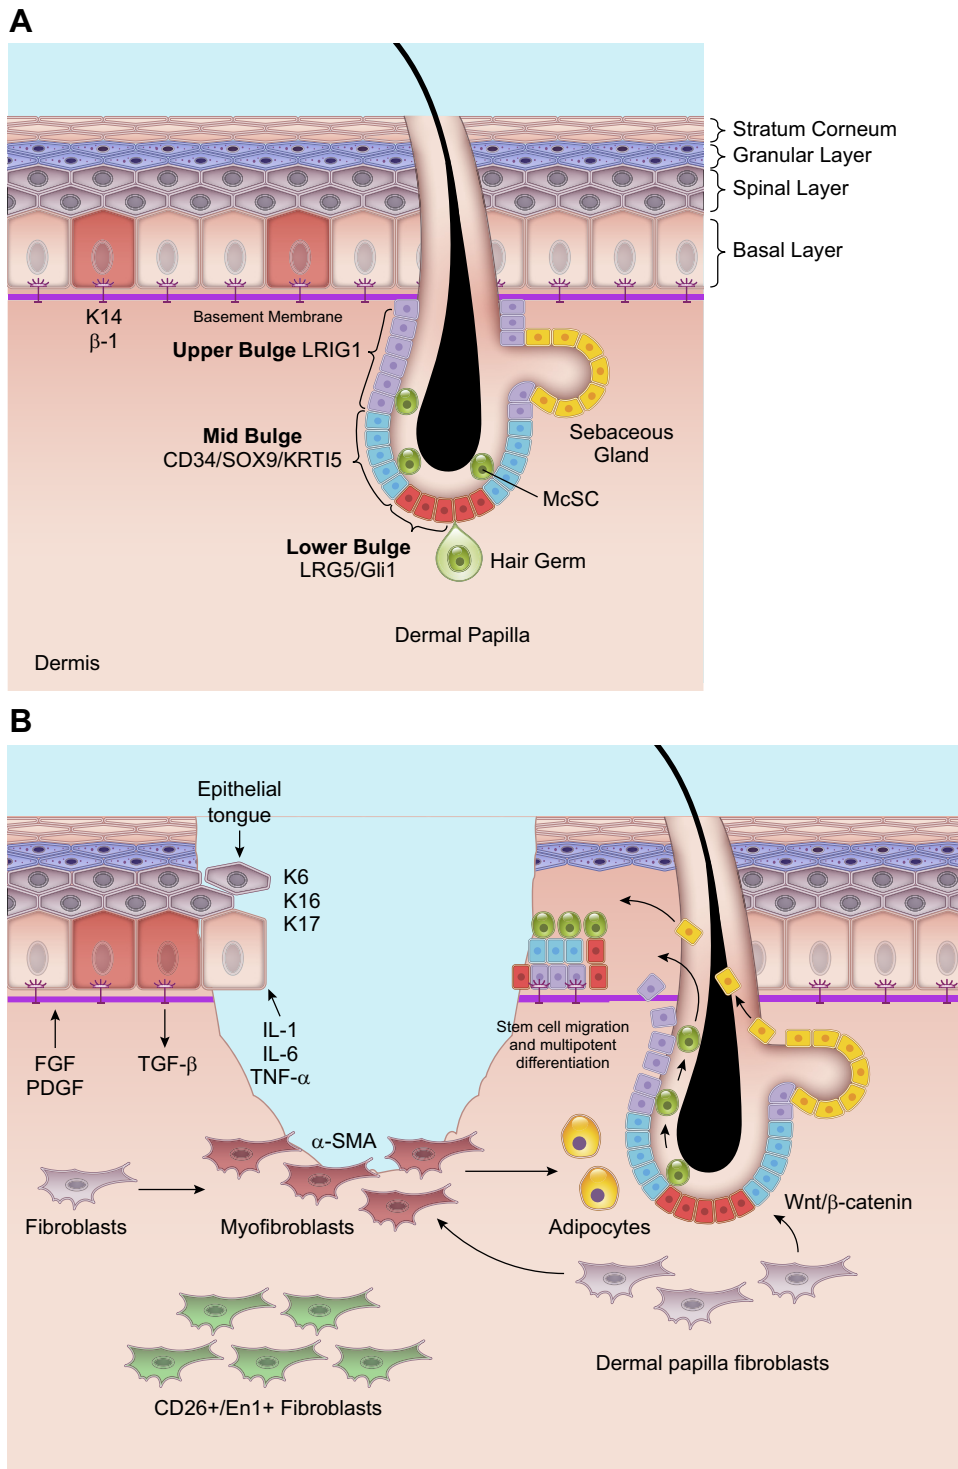 A
Stratum Corneum
Granular Layer
Spinal Layer
Basal Layer
K14
β-1
Basement Membrane
Upper Bulge LRIG1
Mid Bulge
CD34/SOX9/KRTI5
Sebaceous
Gland
McSC
Lower Bulge
LRG5/Gli1
Hair Germ
Dermal Papilla
Dermis
B
Epithelial
tongue
K6
K16
K17
FGF
PDGF
TGF-β
IL-1
IL-6
TNF-α
Stem cell migration
and multipotent
differentiation
α-SMA
Fibroblasts
Myofibroblasts
Adipocytes
Wnt/β-catenin
Dermal papilla fibroblasts
CD26+/En1+ Fibroblasts